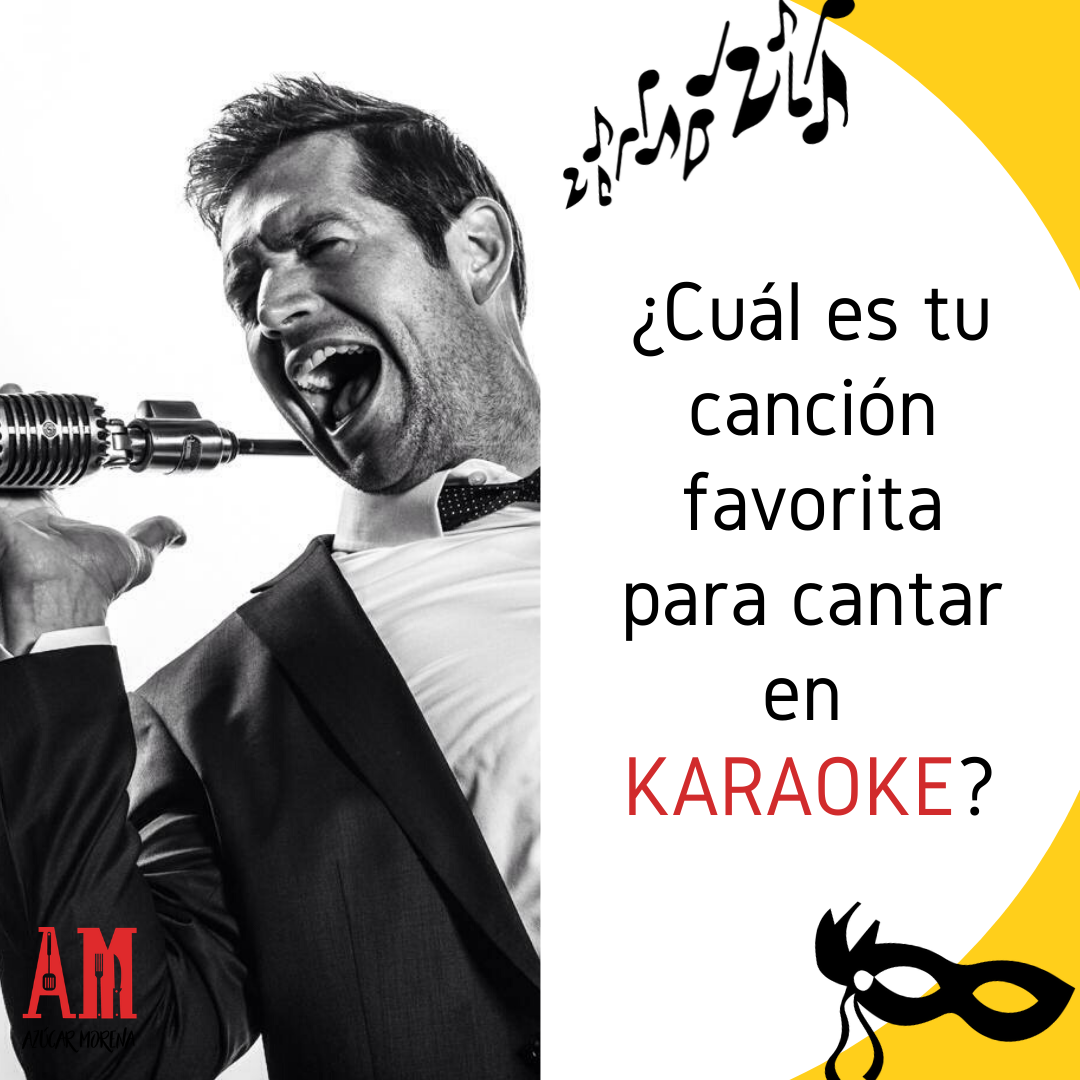 ¿Cuál es tu
canción
favorita
para cantar
en
KARAOKE?
AM
AZÚCAR MORENA